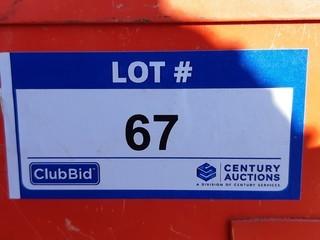 LOT #
67
ClubBid
CENTURY
AUCTIONS
A DIVISION OF CENTURY SERVICES